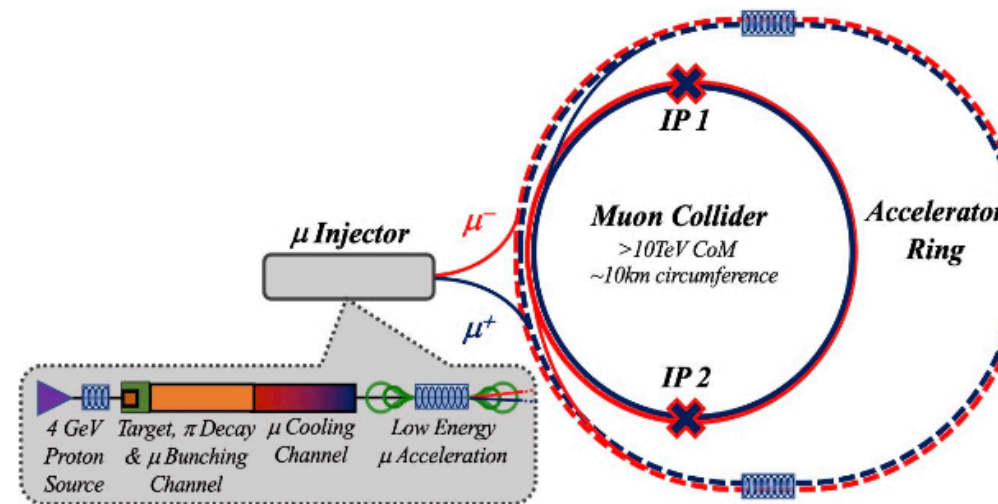 IP 1
Muon Collider
>10TeV CoM
~10km circumference
Accelerator
Ring
μ Injector
μ−
μ+
IP 2
4 GeV
Proton
Source
Target, π Decay
& μ Bunching
Channel
μ Cooling
Channel
Low Energy
μ Acceleration